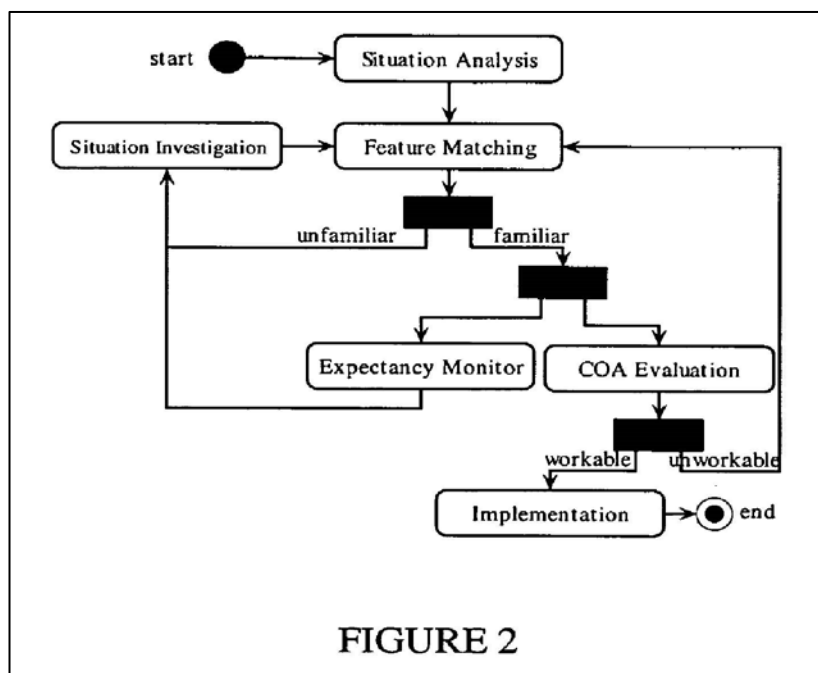 start
Situation Analysis
Situation Investigation
Feature Matching
unfamiliar
familiar
Expectancy Monitor
COA Evaluation
workable
unworkable
Implementation
end
FIGURE 2